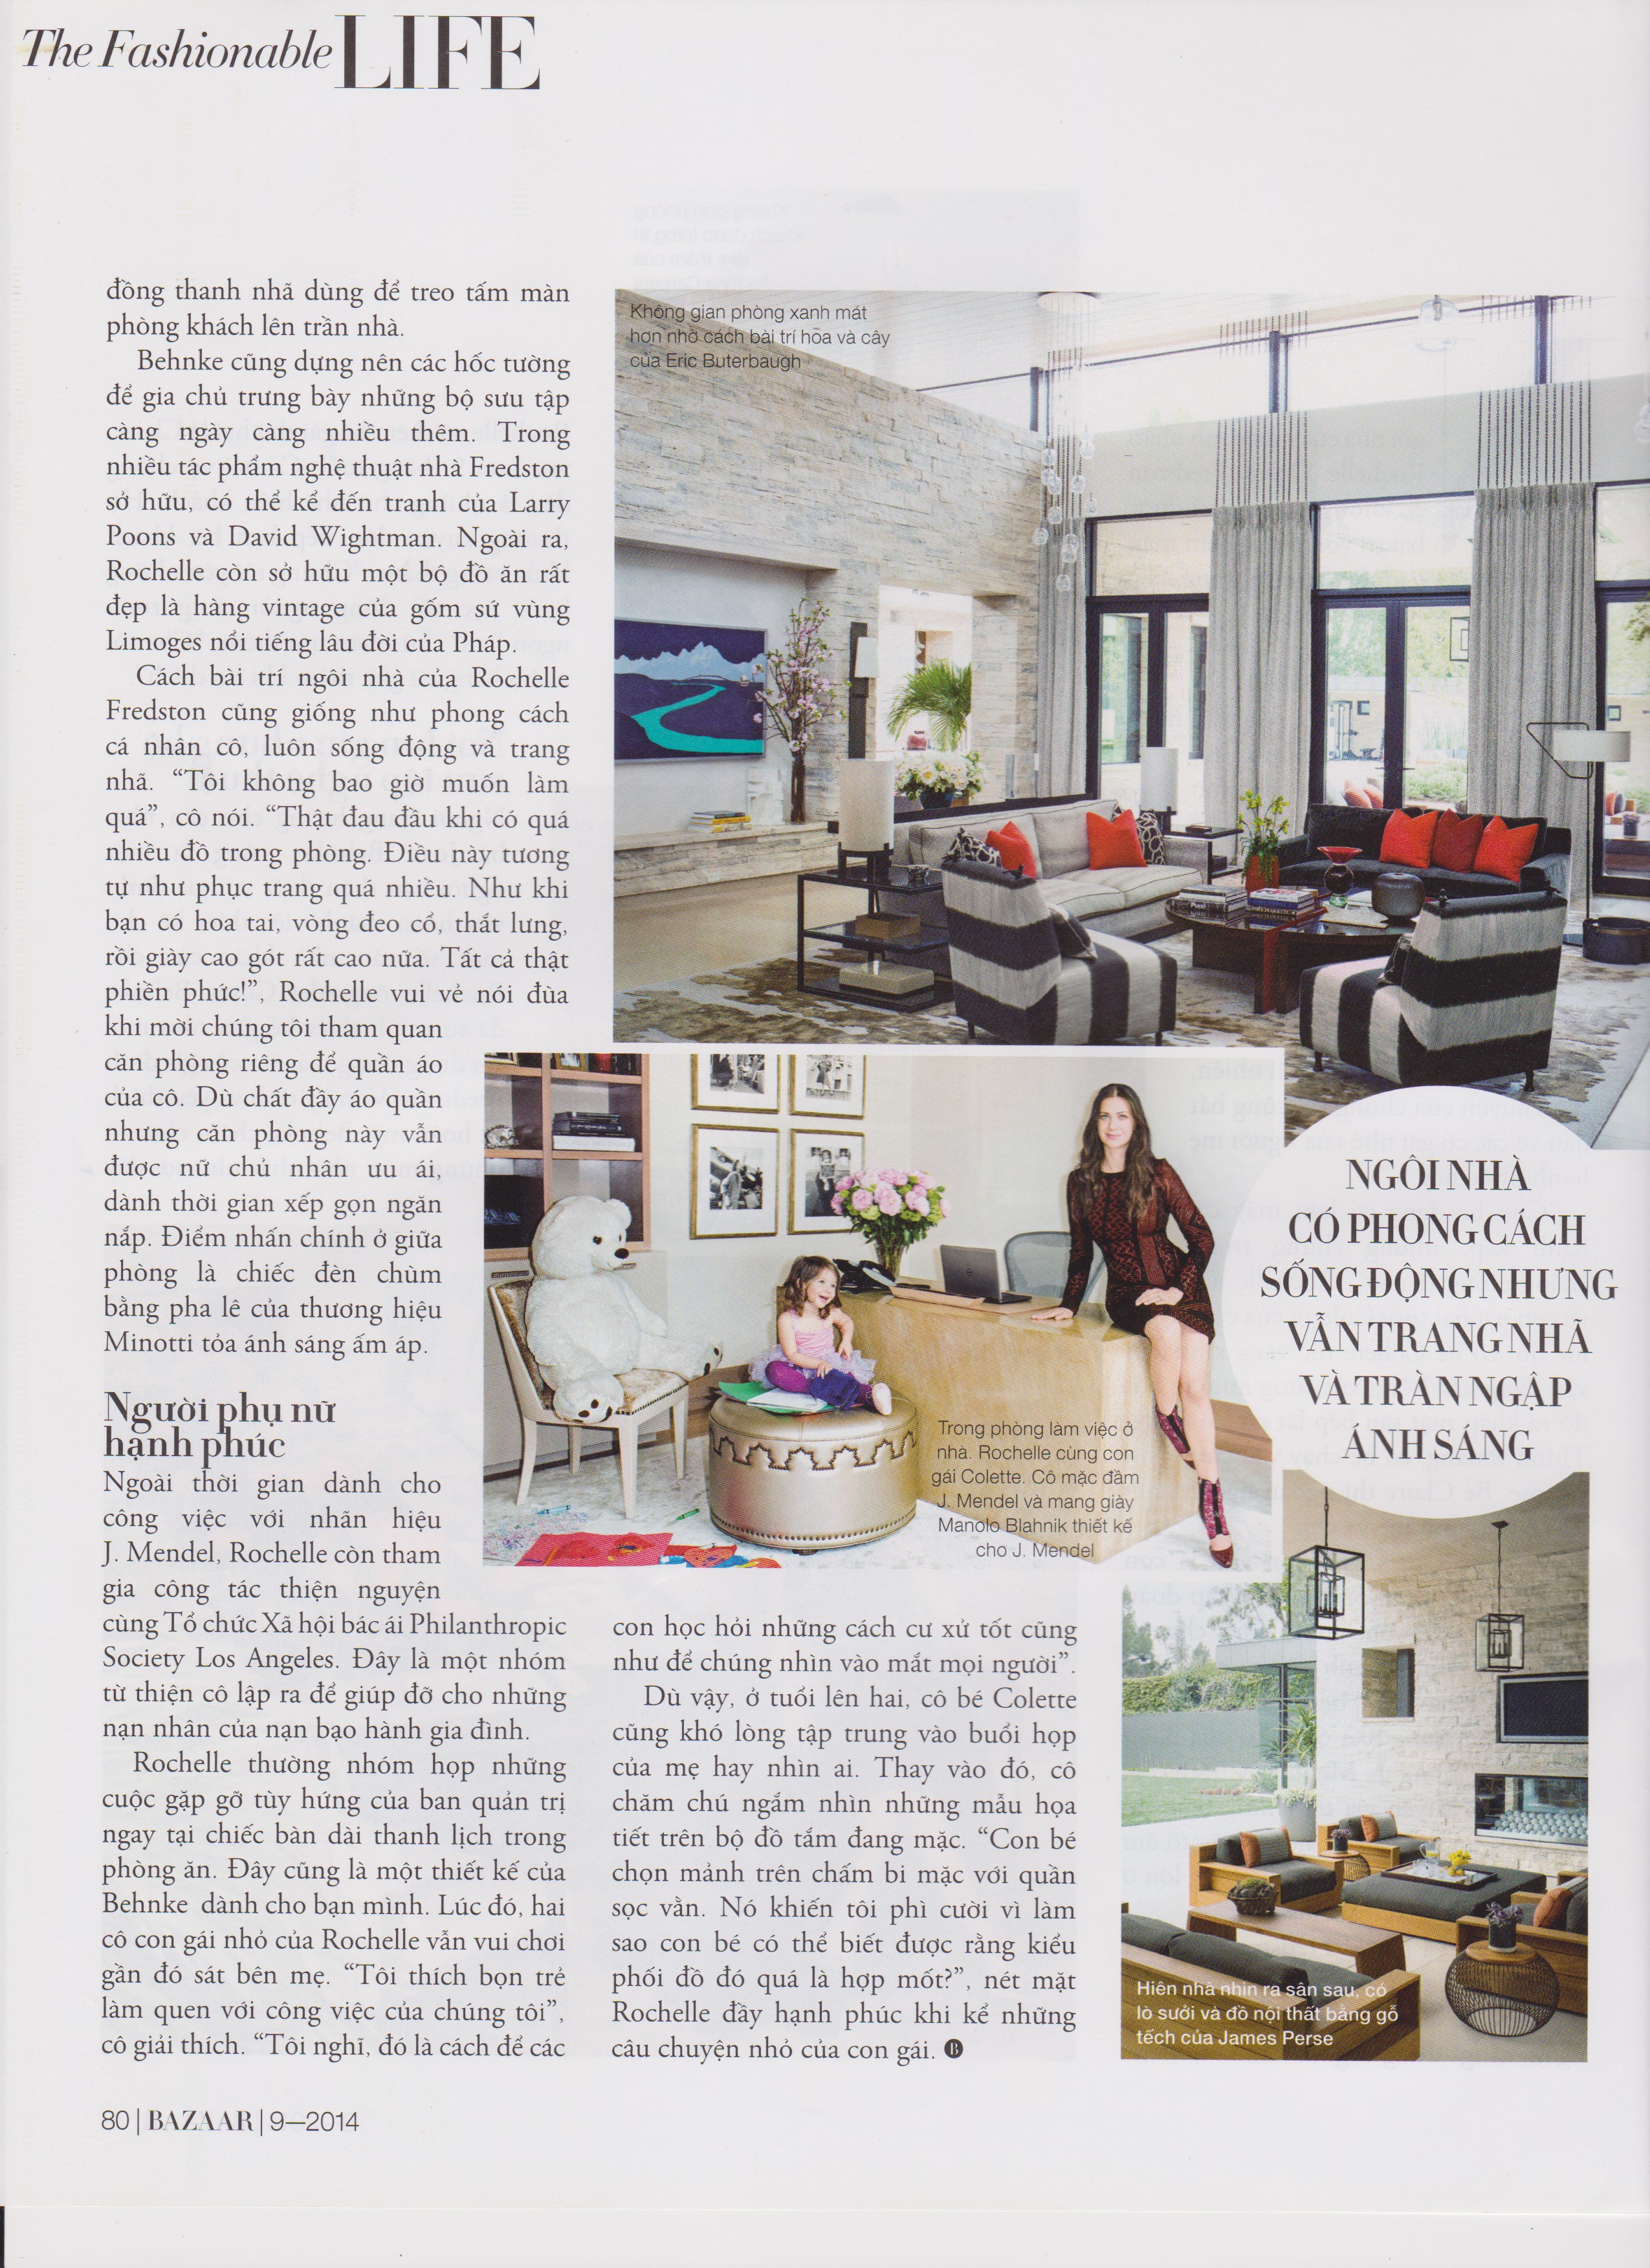 The Fashionable LIFE
đồng thanh nhã dùng để treo tấm màn
phòng khách lên trần nhà.
Behnke cũng dựng nên các hốc tường
để gia chủ trưng bày những bộ sưu tập
càng ngày càng nhiều thêm. Trong
nhiều tác phẩm nghệ thuật nhà Fredston
sở hữu, có thể kể đến tranh của Larry
Poons và David Wightman. Ngoài ra,
Rochelle còn sở hữu một bộ đồ ăn rất
đẹp là hàng vintage của gốm sứ vùng
Limoges nổi tiếng lâu đời của Pháp.
Cách bài trí ngôi nhà của Rochelle
Fredston cũng giống như phong cách
cá nhân cô, luôn sống động và trang
nhã. “Tôi không bao giờ muốn làm
quá”, cô nói. “Thật đau đầu khi có quá
nhiều đồ trong phòng. Điều này tương
tự như phục trang quá nhiều. Như khi
bạn có hoa tai, vòng đeo cổ, thắt lưng,
rồi giày cao gót rất cao nữa. Tất cả thật
phiền phức!”, Rochelle vui vẻ nói đùa
khi mời chúng tôi tham quan
căn phòng riêng để quần áo
của cô. Dù chất đầy áo quần
nhưng căn phòng này vẫn
được nữ chủ nhân ưu ái,
dành thời gian xếp gọn ngăn
nắp. Điểm nhấn chính ở giữa
phòng là chiếc đèn chùm
bằng pha lê của thương hiệu
Minotti tỏa ánh sáng ấm áp.
Người phụ nữ
hạnh phúc
Ngoài thời gian dành cho
công việc với nhãn hiệu
J. Mendel, Rochelle còn tham
gia công tác thiện nguyện
cùng Tổ chức Xã hội bác ái Philanthropic
Society Los Angeles. Đây là một nhóm
từ thiện cô lập ra để giúp đỡ cho những
nạn nhân của nạn bạo hành gia đình.
Rochelle thường nhóm họp những
cuộc gặp gỡ tùy hứng của ban quản trị
ngay tại chiếc bàn dài thanh lịch trong
phòng ăn. Đây cũng là một thiết kế của
Behnke dành cho bạn mình. Lúc đó, hai
cô con gái nhỏ của Rochelle vẫn vui chơi
gần đó sát bên mẹ. “Tôi thích bọn trẻ
làm quen với công việc của chúng tôi”,
cô giải thích. “Tôi nghĩ, đó là cách để các
con học hỏi những cách cư xử tốt cũng
như để chúng nhìn vào mắt mọi người”.
Dù vậy, ở tuổi lên hai, cô bé Colette
cũng khó lòng tập trung vào buổi họp
của mẹ hay nhìn ai. Thay vào đó, cô
chăm chú ngắm nhìn những mẫu họa
tiết trên bộ đồ tắm đang mặc. “Con bé
chọn mảnh trên chấm bi mặc với quần
sọc vằn. Nó khiến tôi phì cười vì làm
sao con bé có thể biết được rằng kiểu
phối đồ đó quá là hợp mốt?”, nét mặt
Rochelle đầy hạnh phúc khi kể những
câu chuyện nhỏ của con gái. B
Không gian phòng xanh mát
hơn nhờ cách bài trí hoa và cây
của Eric Buterbaugh
Trong phòng làm việc ở
nhà. Rochelle cùng con
gái Colette. Cô mặc đầm
J. Mendel và mang giày
Manolo Blahnik thiết kế
cho J. Mendel
NGÔI NHÀ
CÓ PHONG CÁCH
SỐNG ĐỘNG NHƯNG
VẪN TRANG NHÃ
VÀ TRÀN NGẬP
ÁNH SÁNG
Hiên nhà nhìn ra sân sau, có
lò sưởi và đồ nội thất bằng gỗ
tếch của James Perse
80 | BAZAAR | 9—2014